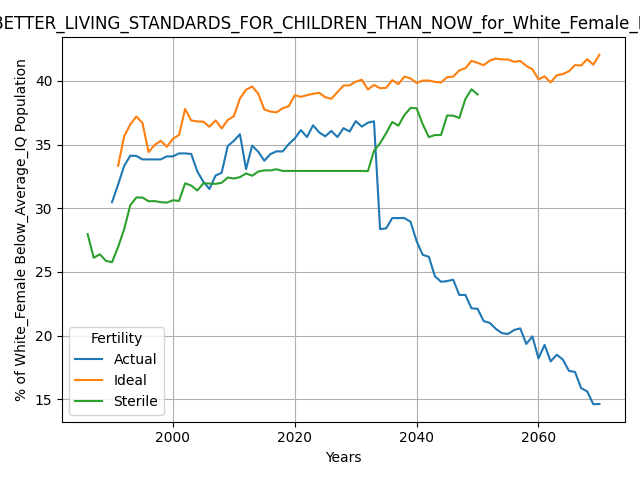 BETTER_LIVING_STANDARDS_FOR_CHILDREN_THAN_NOW_for_White_Female_
% of White_Female Below_Average_IQ Population
40
35
30
25
20
15
Fertility
Actual
Ideal
Sterile
2000
2020
2040
2060
Years